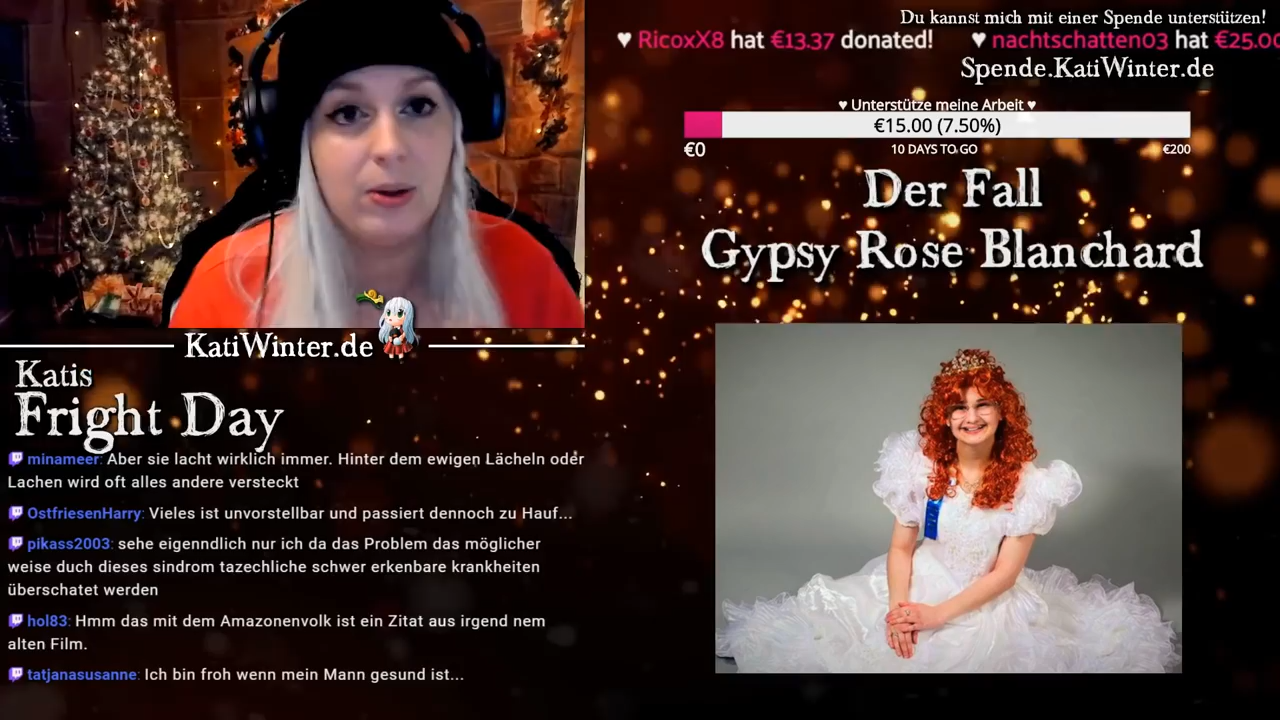 Du kannst mich mit einer Spende unterstützen!
♥ RicoxX8 hat €13.37 donated! ♥ nachtschatten03 hat €25.00
Spende.KatiWinter.de
♥ Unterstütze meine Arbeit ♥
€15.00 (7.50%)
€0 10 DAYS TO GO €200
Der Fall
Gypsy Rose Blanchard
KatiWinter.de
Katis
Fright Day
minameer: Aber sie lacht wirklich immer. Hinter dem ewigen Lächeln oder
Lachen wird oft alles andere versteckt
OstfriesenHarry: Vieles ist unvorstellbar und passiert dennoch zu Hauf...
pikass2003: sehe eigenndlich nur ich da das Problem das möglicher
weise duch dieses sindrom tazechliche schwer erkenbare krankheiten
überschatet werden
hol83: Hmm das mit dem Amazonenvolk ist ein Zitat aus irgend nem
alten Film.
tatjanasusanne: Ich bin froh wenn mein Mann gesund ist...